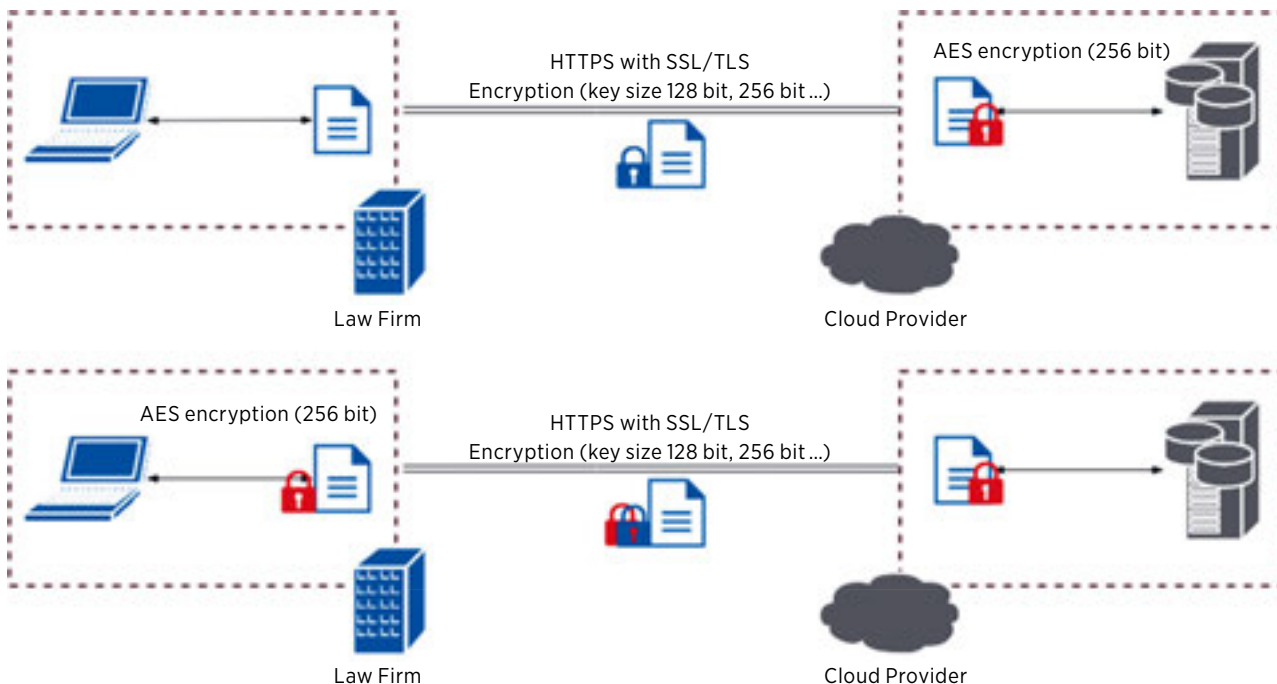 HTTPS with SSL/TLS
Encryption (key size 128 bit, 256 bit ...)
AES encryption (256 bit)
Law Firm
Cloud Provider
AES encryption (256 bit)
HTTPS with SSL/TLS
Encryption (key size 128 bit, 256 bit ...)
Law Firm
Cloud Provider